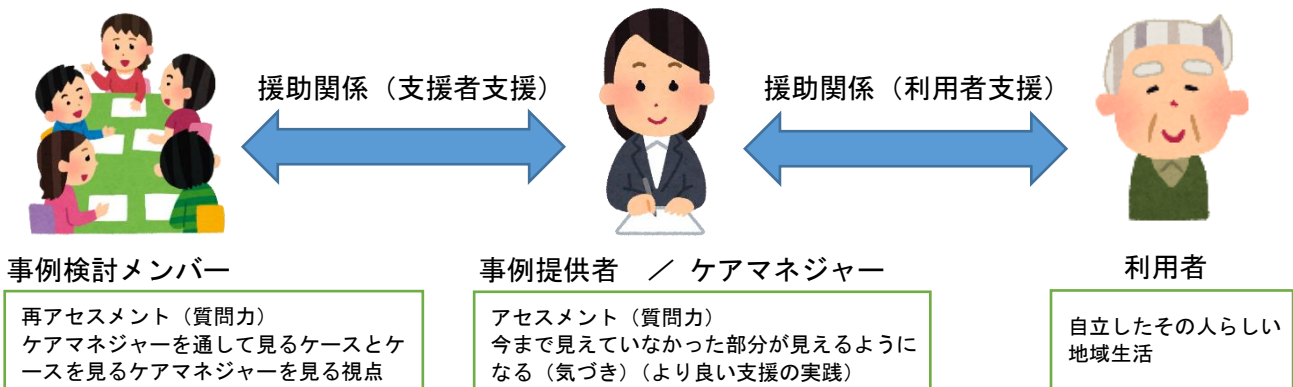 援助関係（支援者支援）
援助関係（利用者支援）
事例検討メンバー
事例提供者　／ ケアマネジャー
利用者
再アセスメント（質問力）
ケアマネジャーを通して見るケースとケ
ースを見るケアマネジャーを見る視点
アセスメント（質問力）
今まで見えていなかった部分が見えるように
なる（気づき）（より良い支援の実践）
自立したその人らしい
地域生活